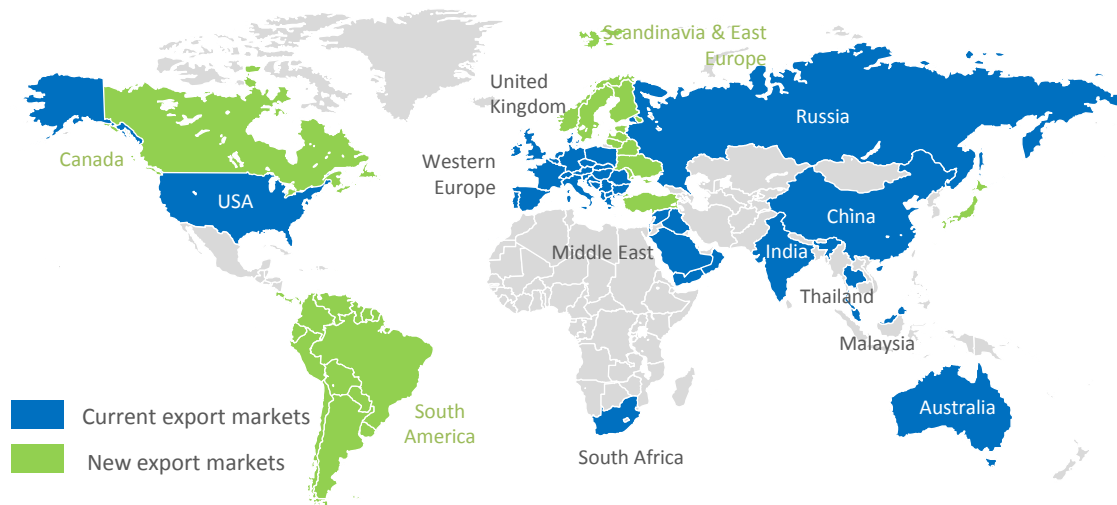 Scandinavia & East
Europe
United
Kingdom
Russia
Canada
Western
Europe
USA
China
Middle East
India
Thailand
Malaysia
Current export markets
South
America
Australia
New export markets
South Africa